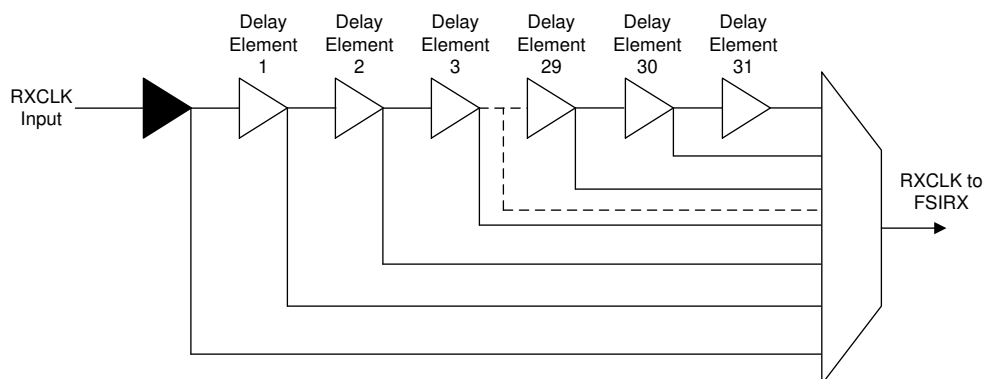 Delay
Element
1
Delay
Element
2
Delay
Element
3
Delay
Element
29
Delay
Element
30
Delay
Element
31
RXCLK
Input
RXCLK to
FSIRX